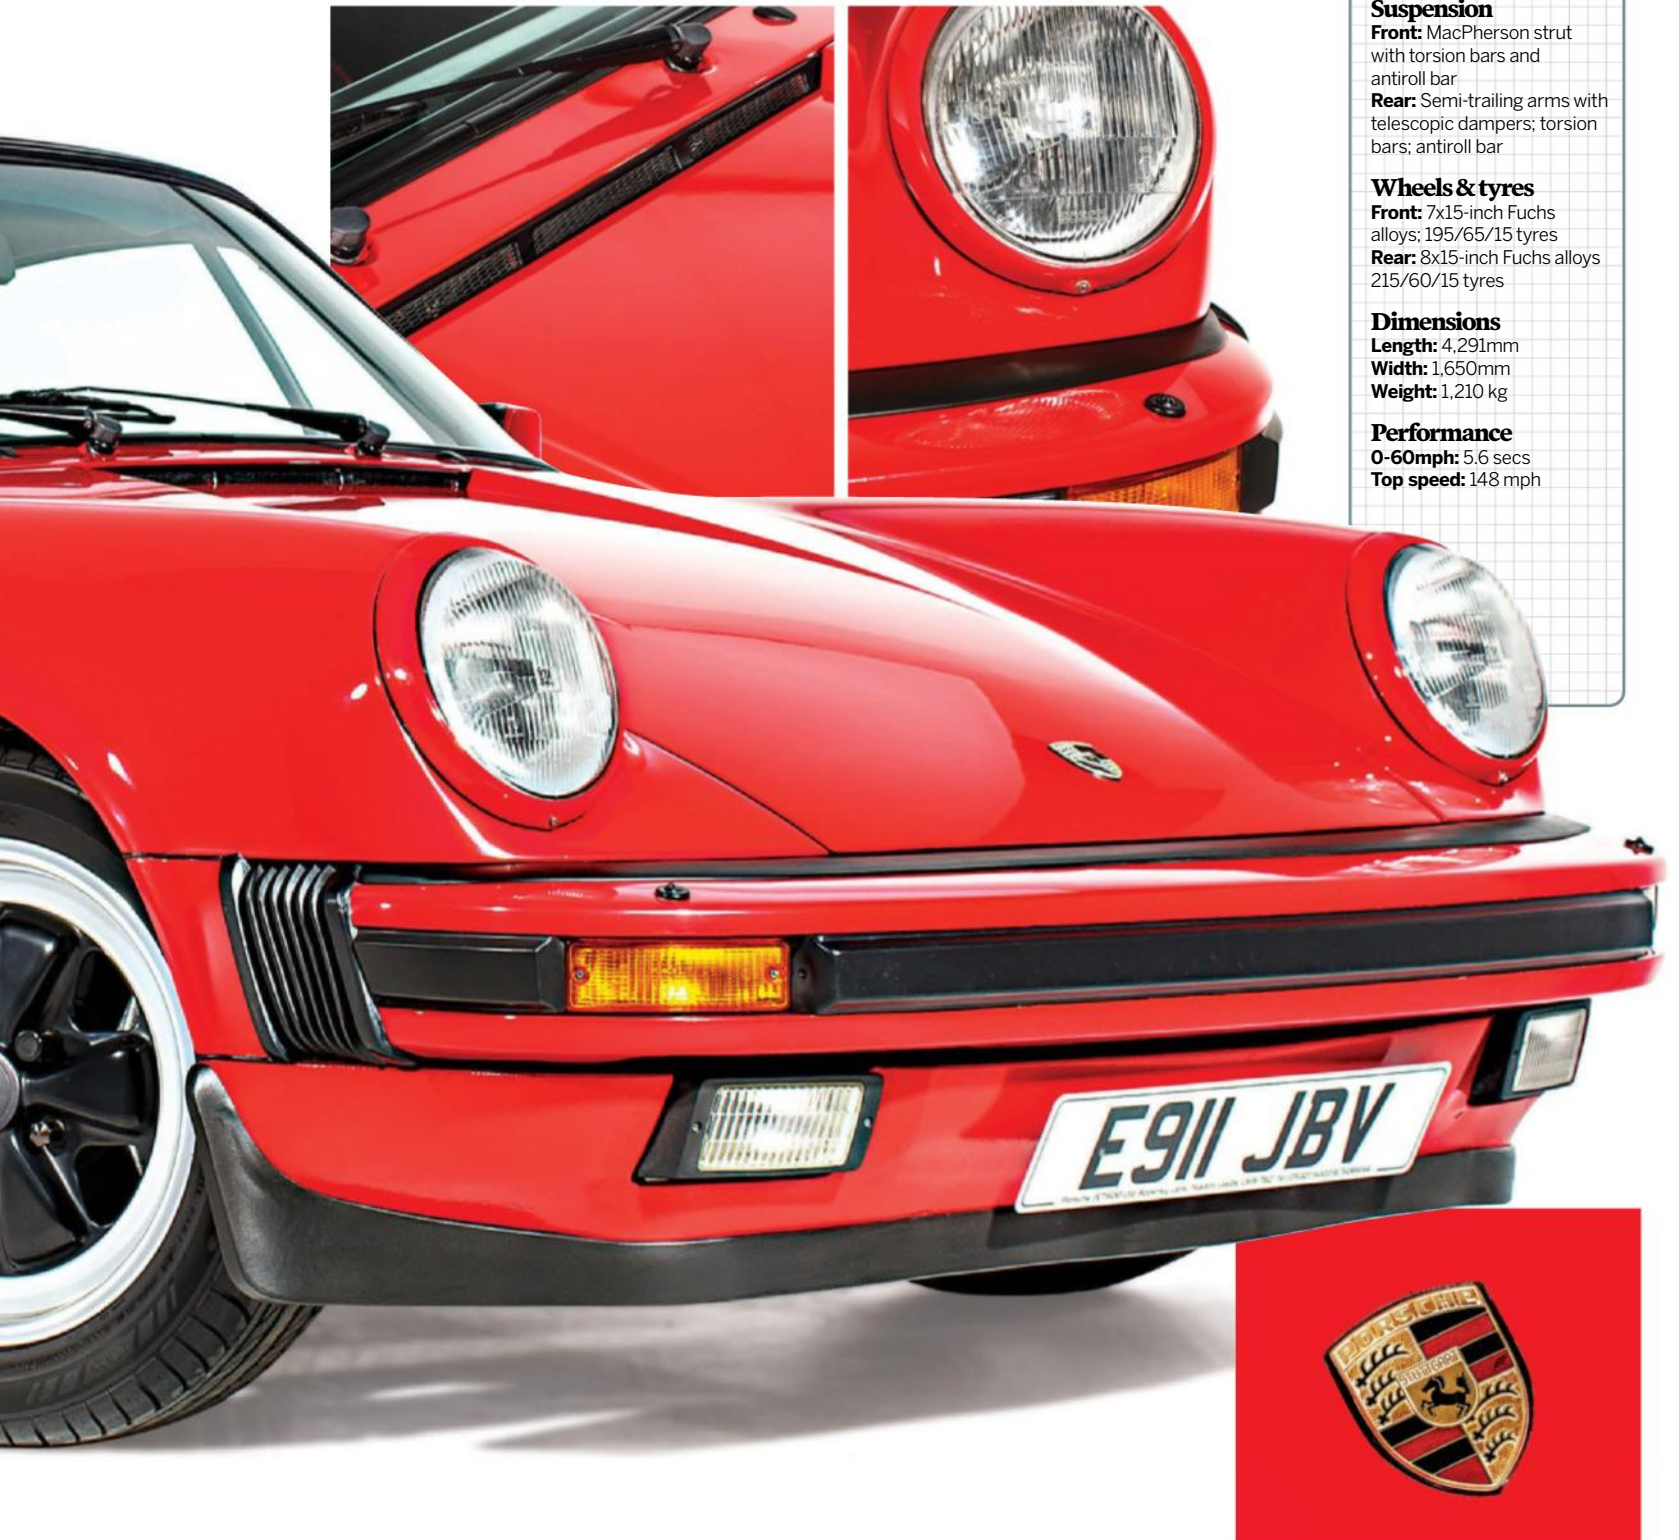 Suspension
Front: MacPherson strut
with torsion bars and
antiroll bar
Rear: Semi-trailing arms with
telescopic dampers; torsion
bars; antiroll bar
Wheels & tyres
Front: 7x15-inch Fuchs
alloys; 195/65/15 tyres
Rear: 8x15-inch Fuchs alloys
215/60/15 tyres
Dimensions
Length: 4,291mm
Width: 1,650mm
Weight: 1,210 kg
Performance
0-60mph: 5.6 secs
Top speed: 148 mph
E911 JBV
PORSCHE
STUTTGART